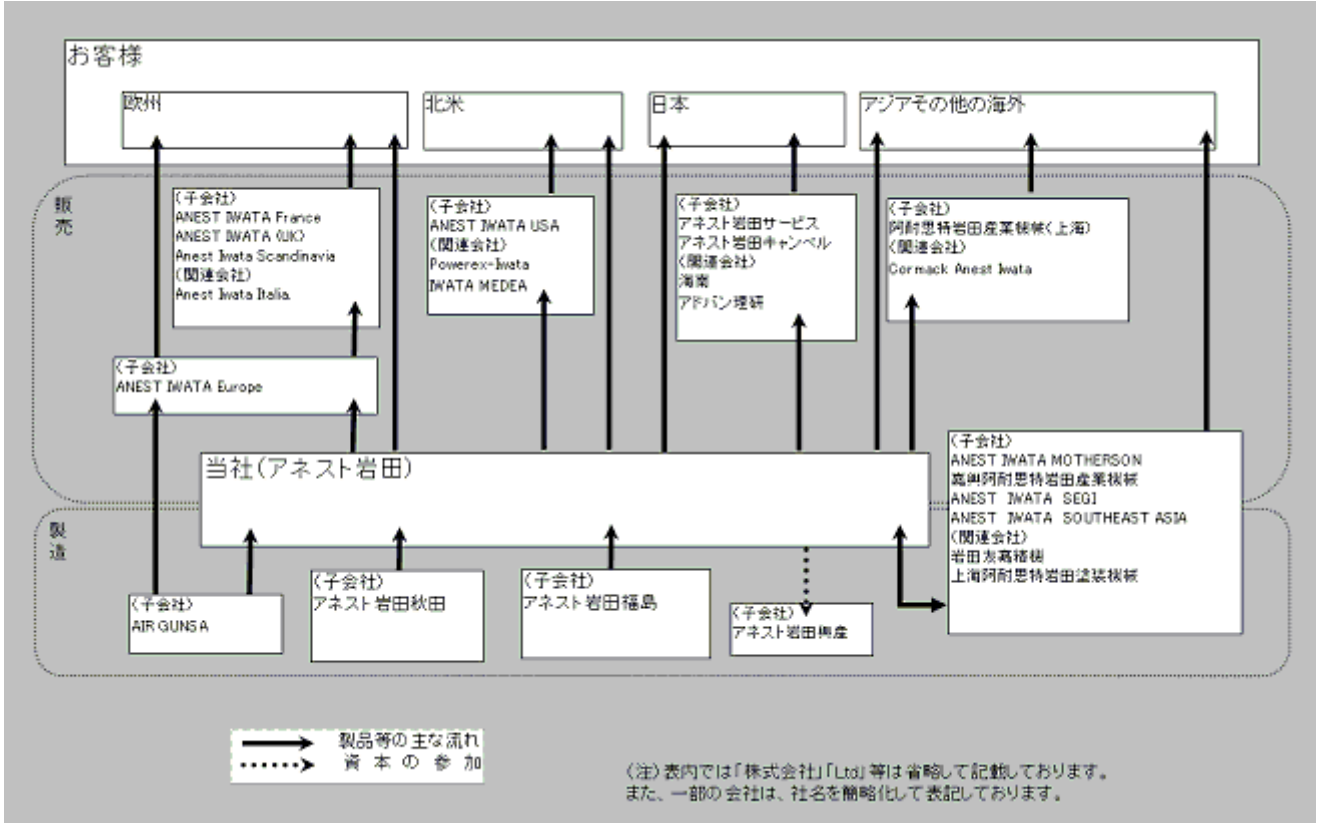 お客様
欧州
北米
日本
アジアその他の海外
販売
(子会社)
ANEST IWATA France
ANEST IWATA (UK)
Anest Iwata Scandinavia
(関連会社)
Anest Iwata Italia
(子会社)
ANEST IWATA USA
(関連会社)
Powerex-Iwata
IWATA MEDEA
(子会社)
アネスト岩田サービス
アネスト岩田キャンベル
(関連会社)
海南
アドバン理研
(子会社)
阿耐思特岩田産業機械(上海)
(関連会社)
Cormack Anest Iwata
(子会社)
ANEST IWATA Europe
当社(アネスト岩田)
(子会社)
ANEST IWATA MOTHERSON
嘉興阿耐思特岩田産業機械
ANEST IWATA SEGI
ANEST IWATA SOUTHEAST ASIA
(関連会社)
岩田友嘉精機
上海阿耐思特岩田塗装機械
製造
(子会社)
AIR GUNSA
(子会社)
アネスト岩田秋田
(子会社)
アネスト岩田福島
(子会社)
アネスト岩田興産
製品等の主な流れ
資本の参加
(注)表内では「株式会社」「Ltd」等は省略して記載しております。
また、一部の会社は、社名を簡略化して表記しております。